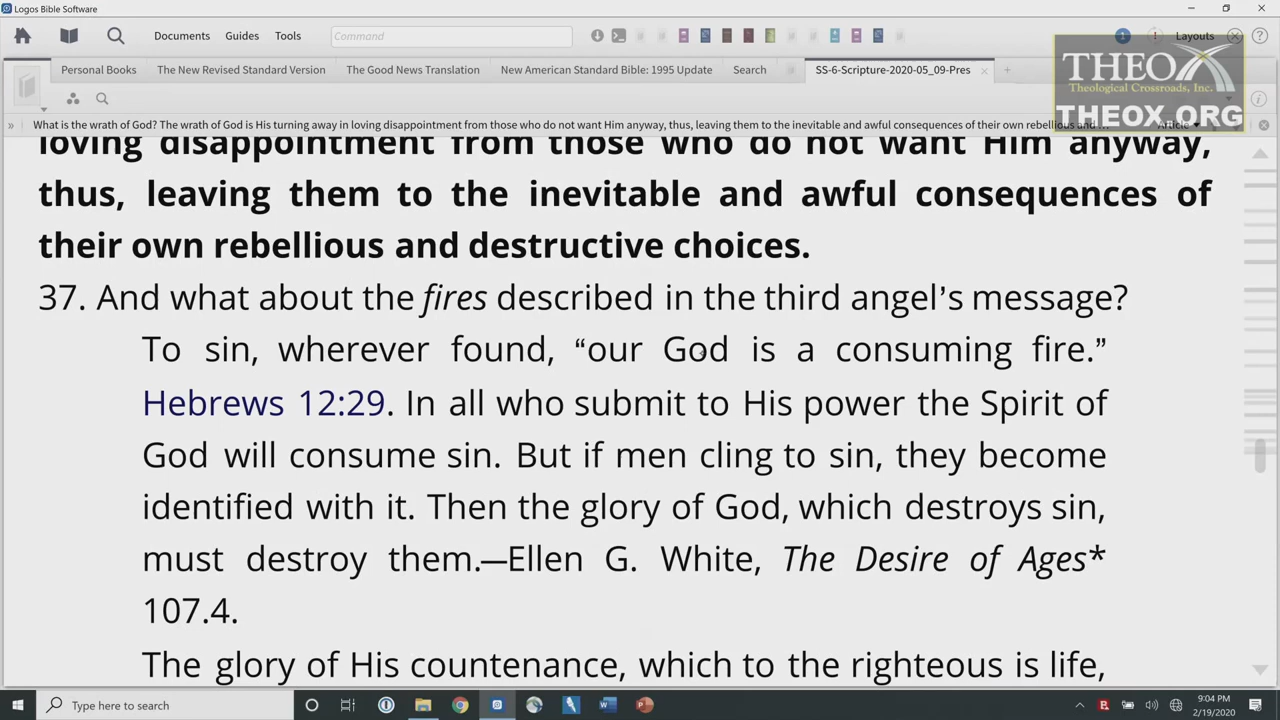 Logos Bible Software
Documents Guides Tools Command Layouts
Personal Books The New Revised Standard Version The Good News Translation New American Standard Bible: 1995 Update Search SS-6-Scripture-2020-05_09-Pres
THEOX
Theological Crossroads, Inc.
THEOX.ORG
What is the wrath of God? The wrath of God is His turning away in loving disappointment from those who do not want Him anyway, thus, leaving them to the inevitable and awful consequences of their own rebellious and ... Article
loving disappointment from those who do not want Him anyway,
thus, leaving them to the inevitable and awful consequences of
their own rebellious and destructive choices.
37. And what about the fires described in the third angel's message?
To sin, wherever found, “our God is a consuming fire.”
Hebrews 12:29. In all who submit to His power the Spirit of
God will consume sin. But if men cling to sin, they become
identified with it. Then the glory of God, which destroys sin,
must destroy them.—Ellen G. White, The Desire of Ages*
107.4.
The glory of His countenance, which to the righteous is life,
Type here to search
9:04 PM
2/19/2020